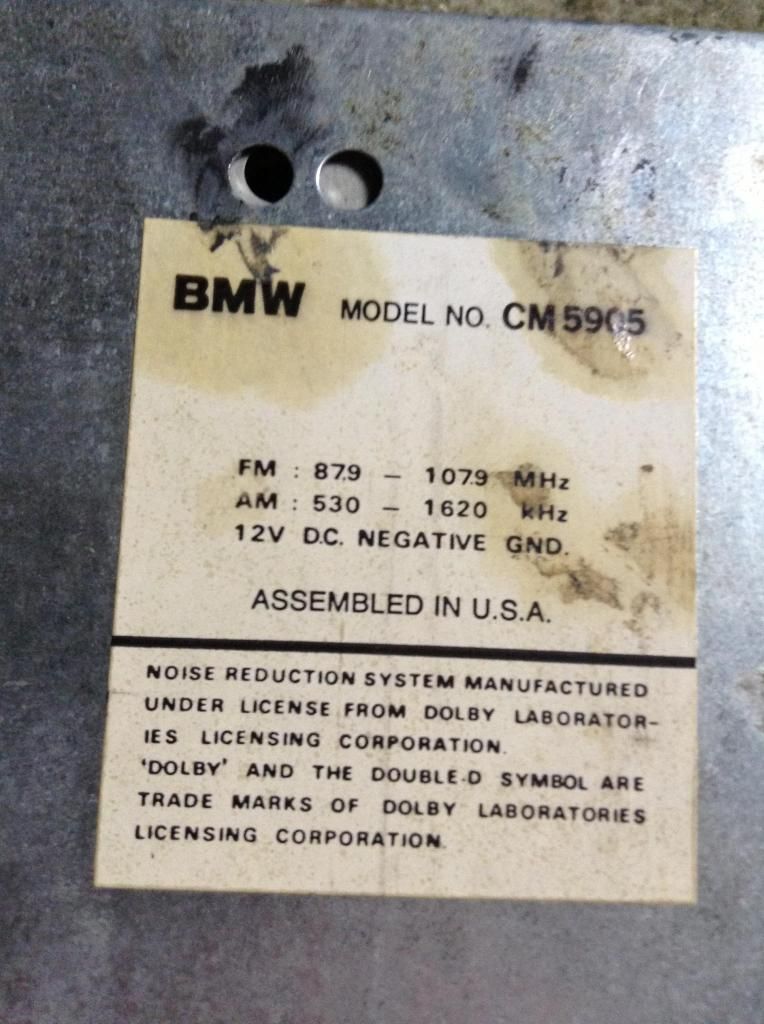 BMW MODEL NO. CM5905
FM : 87.9 – 107.9 MHz
AM : 530 – 1620 kHz
12V D.C. NEGATIVE GND.
ASSEMBLED IN U.S.A.
NOISE REDUCTION SYSTEM MANUFACTURED
UNDER LICENSE FROM DOLBY LABORATOR–
IES LICENSING CORPORATION.
'DOLBY' AND THE DOUBLE-D SYMBOL ARE
TRADE MARKS OF DOLBY LABORATORIES
LICENSING CORPORATION.